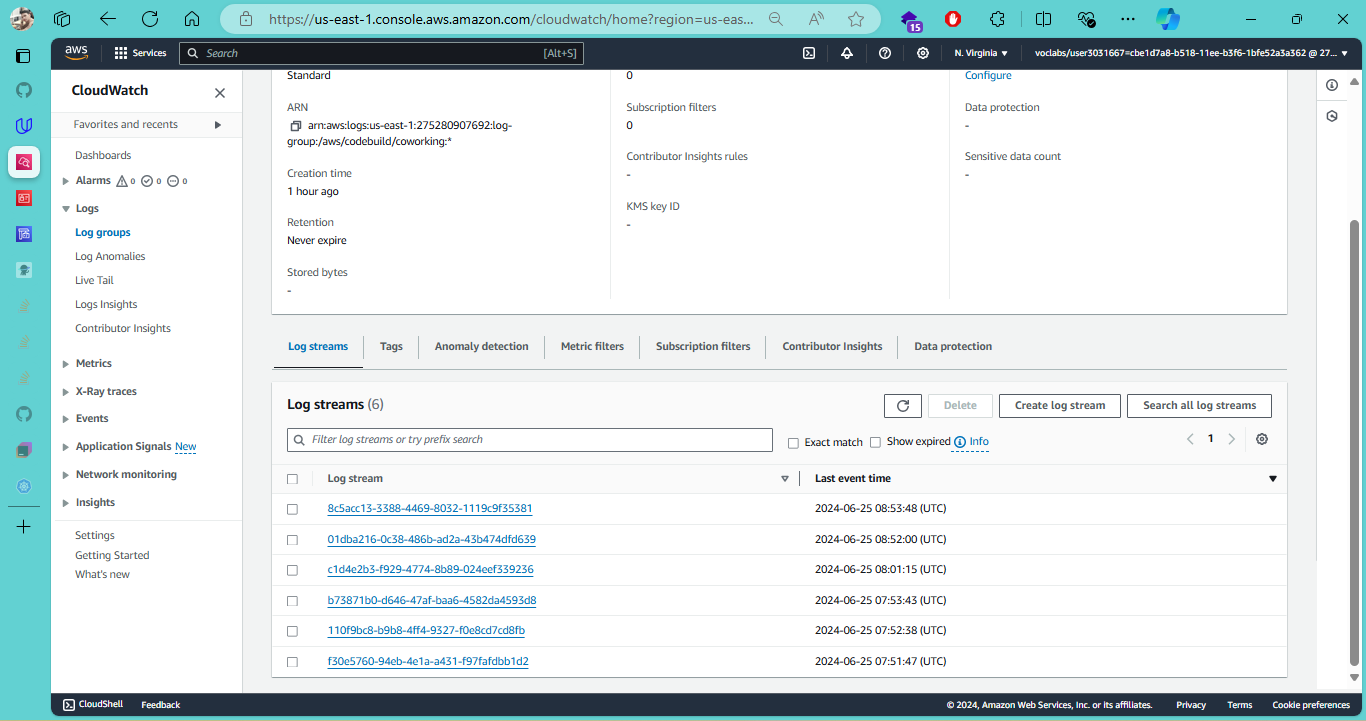 https://us-east-1.console.aws.amazon.com/cloudwatch/home?region=us-eas...
15
aws
Services
Search
[Alt+S]
N. Virginia
voclabs/user3031667=cbe1d7a8-b518-11ee-b3f6-1bfe52a3a362 @ 27...
CloudWatch
Favorites and recents
Dashboards
Alarms 0 0 0
Logs
Log groups
Log Anomalies
Live Tail
Logs Insights
Contributor Insights
Metrics
X-Ray traces
Events
Application Signals New
Network monitoring
Insights
Settings
Getting Started
What's new
Standard
ARN
arn:aws:logs:us-east-1:275280907692:log-
group:/aws/codebuild/coworking:*
Creation time
1 hour ago
Retention
Never expire
Stored bytes
-
0
Subscription filters
0
Contributor Insights rules
-
KMS key ID
-
Configure
Data protection
-
Sensitive data count
-
Log streams
Tags
Anomaly detection
Metric filters
Subscription filters
Contributor Insights
Data protection
Log streams (6)
Delete
Create log stream
Search all log streams
Filter log streams or try prefix search
Exact match
Show expired
Info
1
Log stream
Last event time
8c5acc13-3388-4469-8032-1119c9f35381 2024-06-25 08:53:48 (UTC)
01dba216-0c38-486b-ad2a-43b474dfd639 2024-06-25 08:52:00 (UTC)
c1d4e2b3-f929-4774-8b89-024eef339236 2024-06-25 08:01:15 (UTC)
b73871b0-d646-47af-baa6-4582da4593d8 2024-06-25 07:53:43 (UTC)
110f9bc8-b9b8-4ff4-9327-f0e8cd7cd8fb 2024-06-25 07:52:38 (UTC)
f30e5760-94eb-4e1a-a431-f97fafdbb1d2 2024-06-25 07:51:47 (UTC)
CloudShell
Feedback
© 2024, Amazon Web Services, Inc. or its affiliates.
Privacy
Terms
Cookie preferences